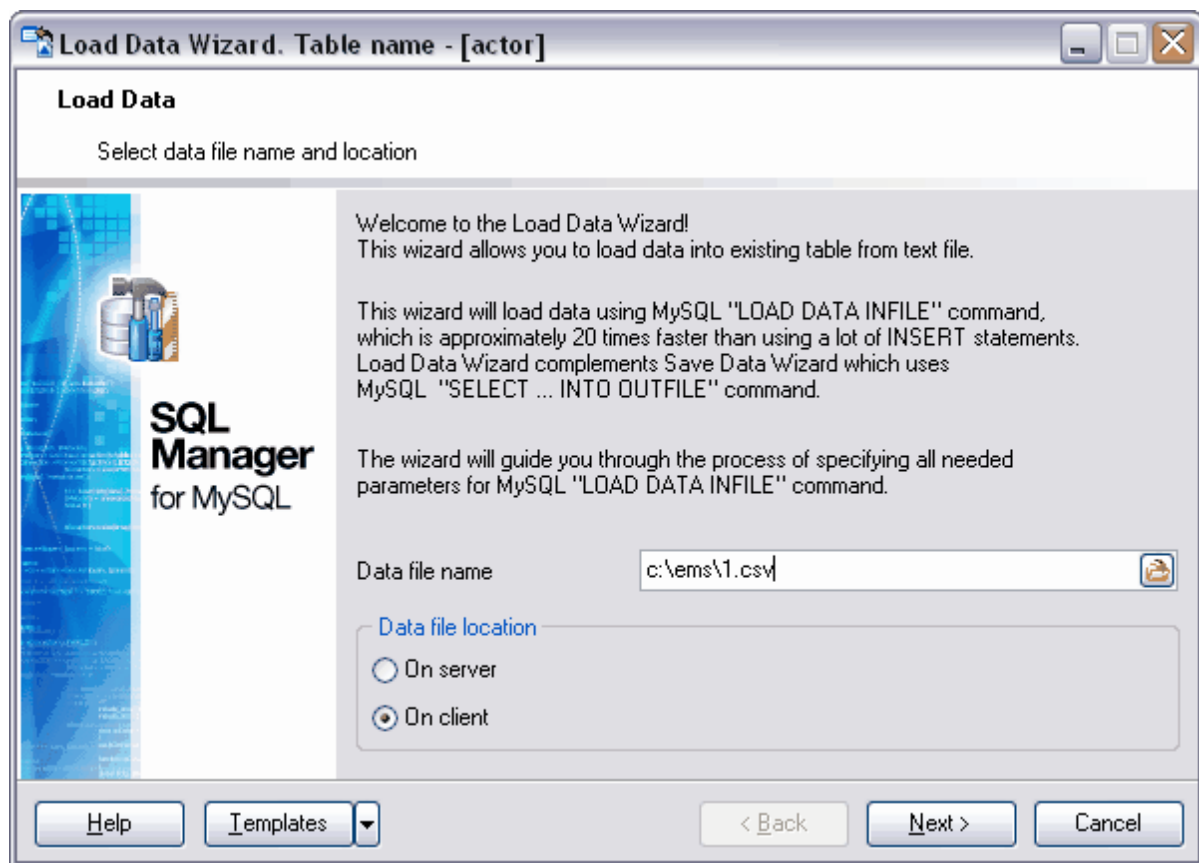 Load Data Wizard. Table name - [actor]
Load Data
Select data file name and location
Welcome to the Load Data Wizard!
This wizard allows you to load data into existing table from text file.
This wizard will load data using MySQL "LOAD DATA INFILE" command,
which is approximately 20 times faster than using a lot of INSERT statements.
Load Data Wizard complements Save Data Wizard which uses
MySQL "SELECT ... INTO OUTFILE" command.
SQL
Manager
for MySQL
The wizard will guide you through the process of specifying all needed
parameters for MySQL "LOAD DATA INFILE" command.
Data file name c:\ems\1.csv
Data file location
On server
On client
Help Templates < Back Next > Cancel